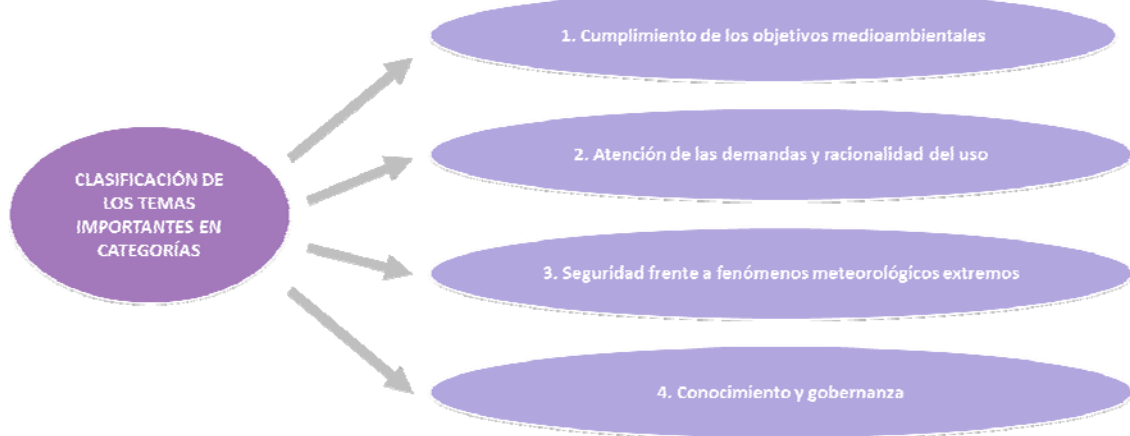 CLASIFICACIÓN DE
LOS TEMAS
IMPORTANTES EN
CATEGORÍAS
1. Cumplimiento de los objetivos medioambientales
2. Atención de las demandas y racionalidad del uso
3. Seguridad frente a fenómenos meteorológicos extremos
4. Conocimiento y gobernanza